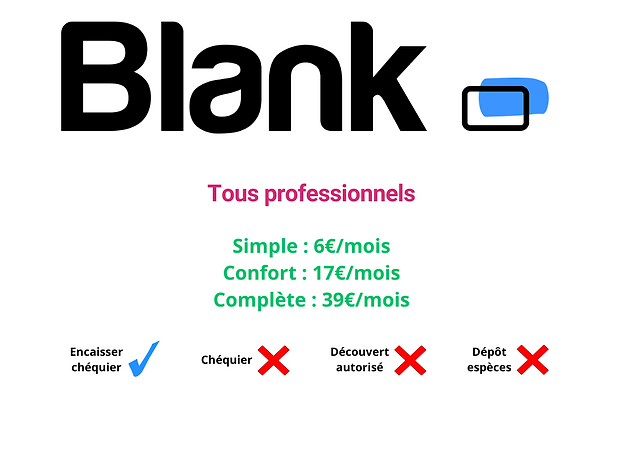 Blank
Tous professionnels
Simple : 6€/mois
Confort : 17€/mois
Complète : 39€/mois
Encaisser
chéquier
Chéquier
Découvert
autorisé
Dépôt
espèces